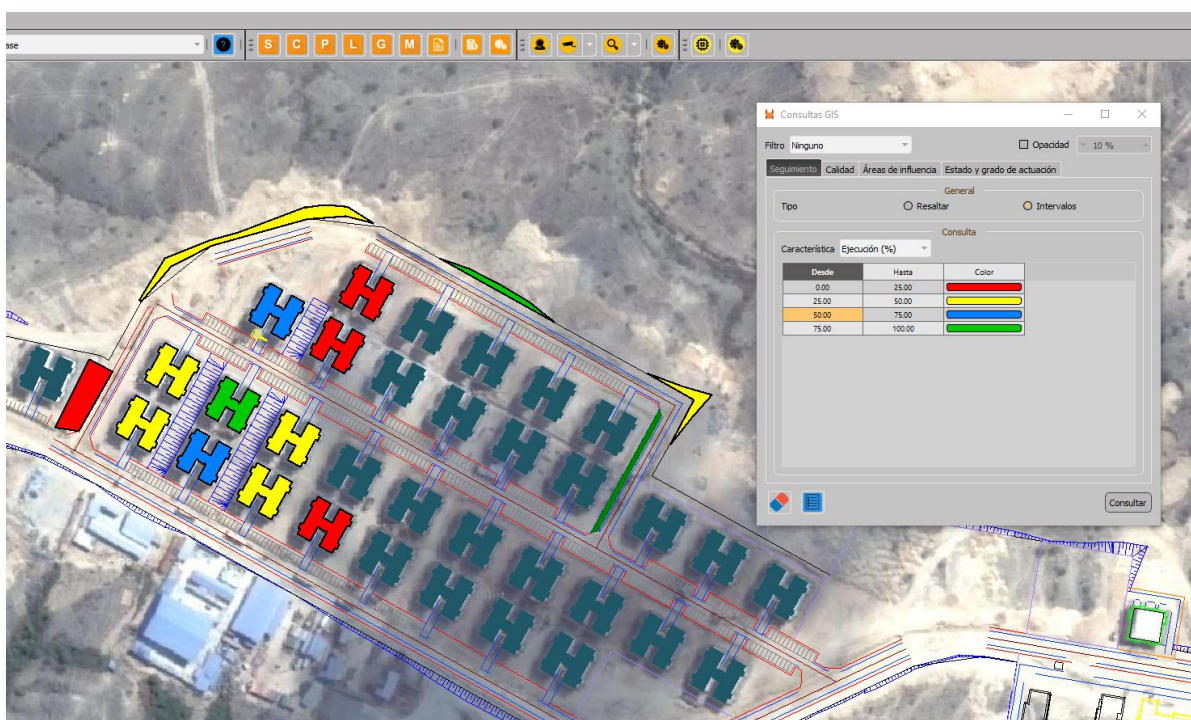 ase
?
S C P L G M
Consultas GIS
Filtro Ninguno Opacidad 10 %
Seguimiento Calidad Áreas de influencia Estado y grado de actuación
General
Tipo Resaltar Intervalos
Consulta
Característica Ejecución (%)
Desde Hasta Color
0.00 25.00
25.00 50.00
50.00 75.00
75.00 100.00
Consultar